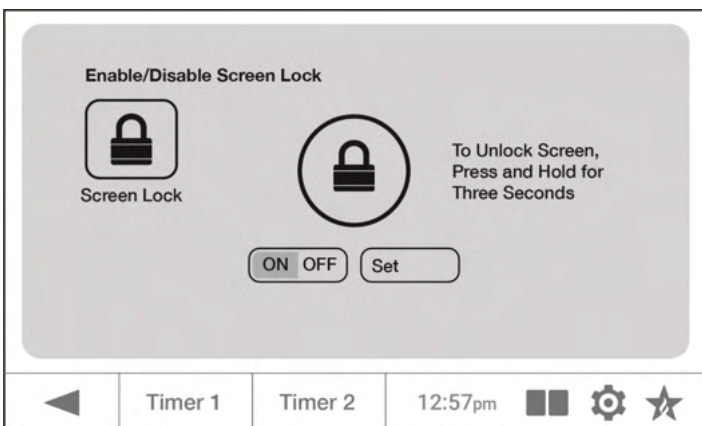 Enable/Disable Screen Lock
Screen Lock
To Unlock Screen,
Press and Hold for
Three Seconds
ON OFF
Set
Timer 1
Timer 2
12:57pm